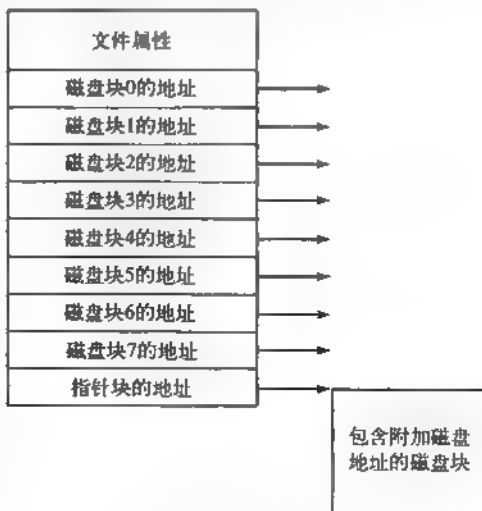 文件属性
磁盘块0的地址
磁盘块1的地址
磁盘块2的地址
磁盘块3的地址
磁盘块4的地址
磁盘块5的地址
磁盘块6的地址
磁盘块7的地址
指针块的地址
包含附加磁盘
地址的磁盘块